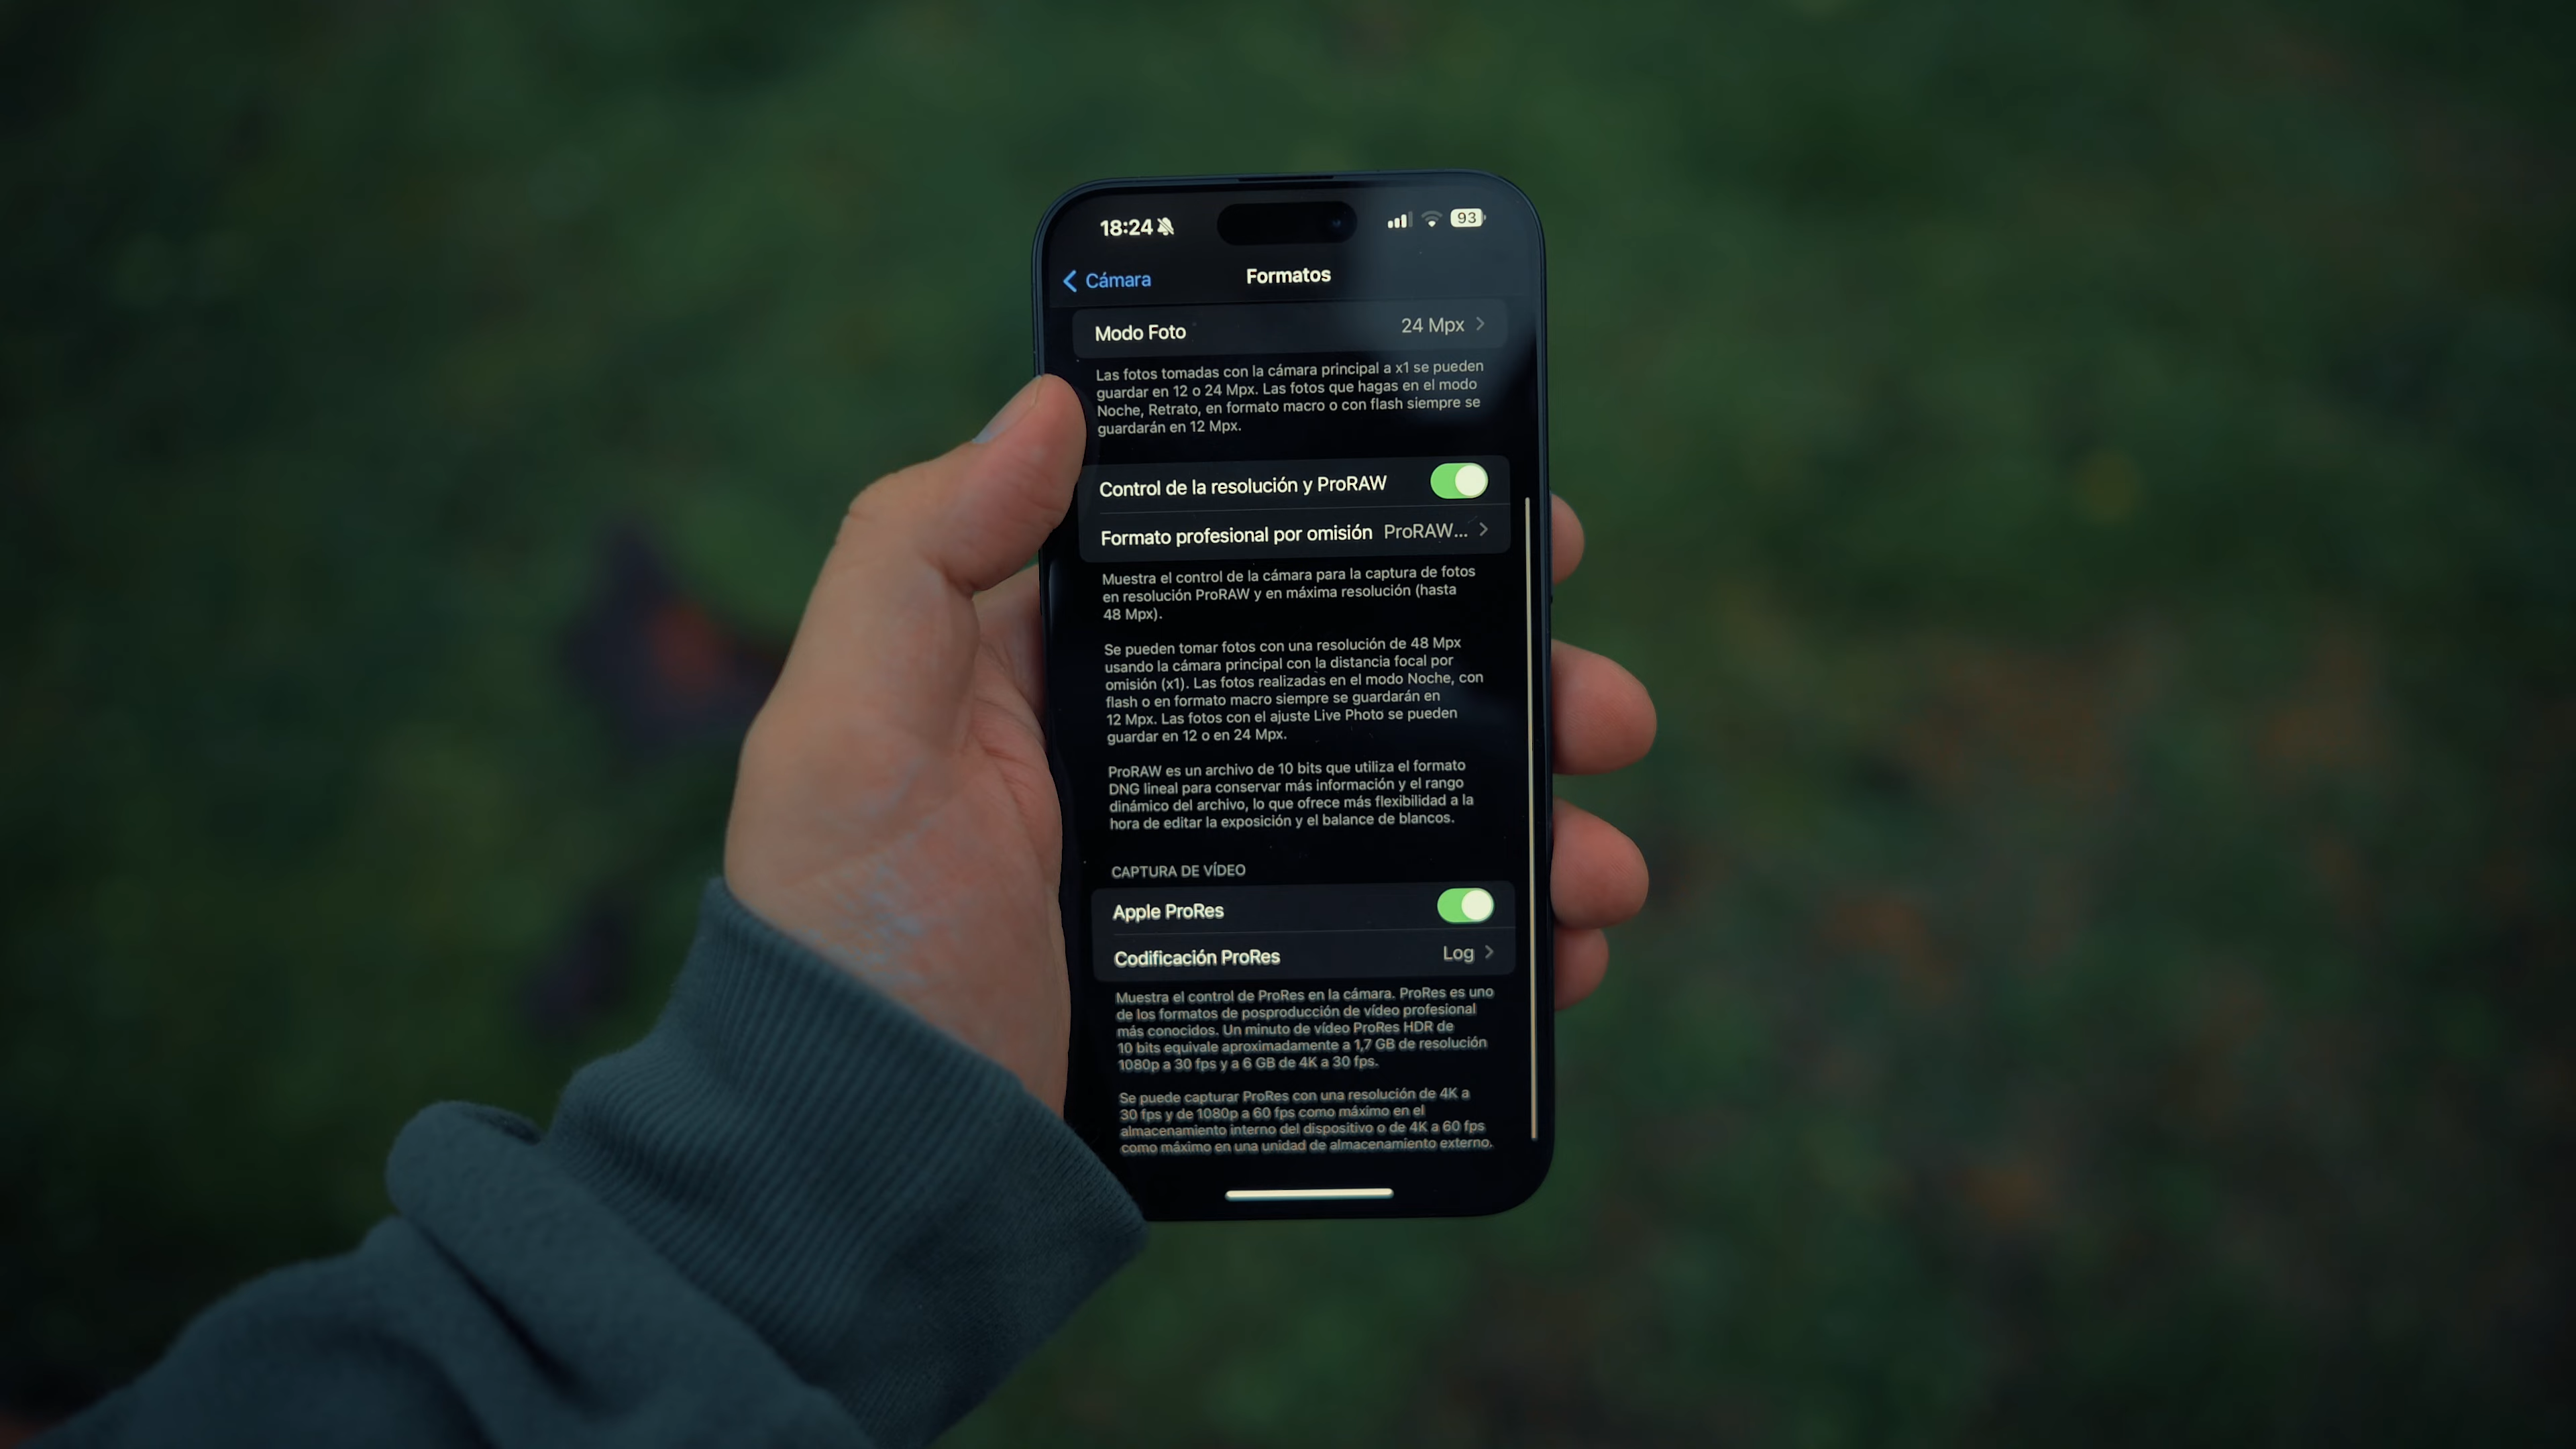 18:24
93
Cámara
Formatos
Modo Foto 24 Mpx
Las fotos tomadas con la cámara principal a x1 se pueden
guardar en 12 o 24 Mpx. Las fotos que hagas en el modo
Noche, Retrato, en formato macro o con flash siempre se
guardarán en 12 Mpx.
Control de la resolución y ProRAW
Formato profesional por omisión ProRAW...
Muestra el control de la cámara para la captura de fotos
en resolución ProRAW y en máxima resolución (hasta
48 Mpx).
Se pueden tomar fotos con una resolución de 48 Mpx
usando la cámara principal con la distancia focal por
omisión (x1). Las fotos realizadas en el modo Noche, con
flash o en formato macro siempre se guardarán en
12 Mpx. Las fotos con el ajuste Live Photo se pueden
guardar en 12 o en 24 Mpx.
ProRAW es un archivo de 10 bits que utiliza el formato
DNG lineal para conservar más información y el rango
dinámico del archivo, lo que ofrece más flexibilidad a la
hora de editar la exposición y el balance de blancos.
CAPTURA DE VÍDEO
Apple ProRes
Codificación ProRes Log
Muestra el control de ProRes en la cámara. ProRes es uno
de los formatos de posproducción de vídeo profesional
más conocidos. Un minuto de vídeo ProRes HDR de
10 bits equivale aproximadamente a 1,7 GB de resolución
1080p a 30 fps y a 6 GB de 4K a 30 fps.
Se puede capturar ProRes con una resolución de 4K a
30 fps y de 1080p a 60 fps como máximo en el
almacenamiento interno del dispositivo o de 4K a 60 fps
como máximo en una unidad de almacenamiento externo.